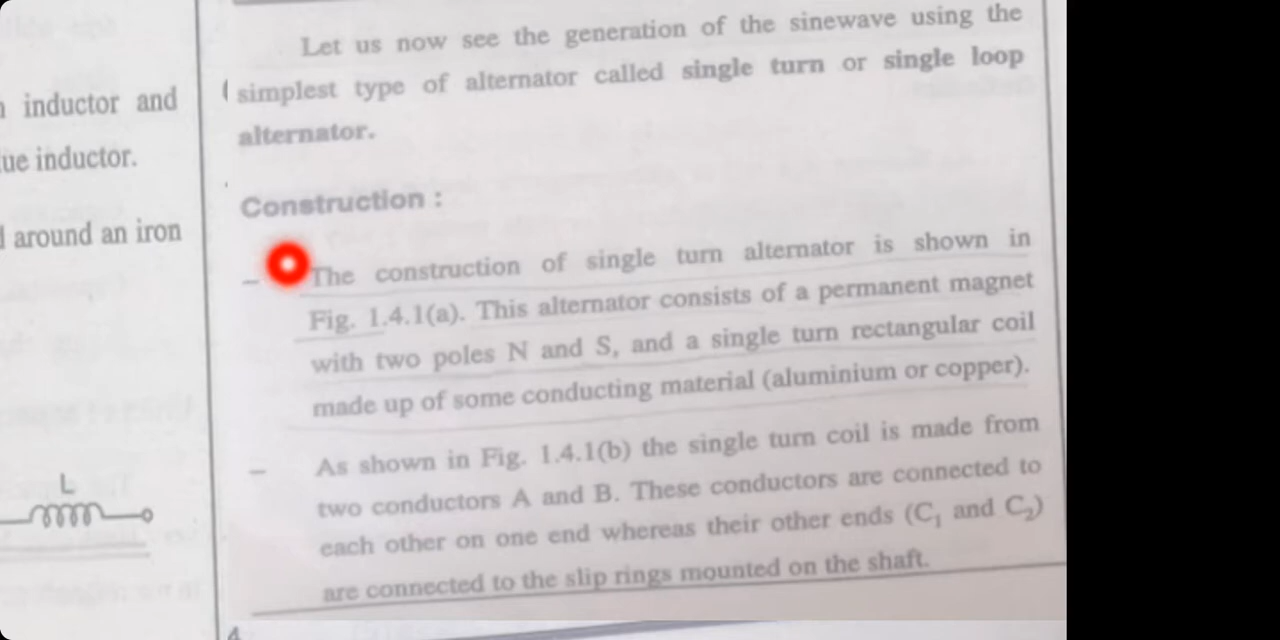 inductor and
inductor.
around an iron
L
Let us now see the generation of the sinewave using the
simplest type of alternator called single turn or single loop
alternator.
Construction :
– The construction of single turn alternator is shown in
Fig. 1.4.1(a). This alternator consists of a permanent magnet
with two poles N and S, and a single turn rectangular coil
made up of some conducting material (aluminium or copper).
– As shown in Fig. 1.4.1(b) the single turn coil is made from
two conductors A and B. These conductors are connected to
each other on one end whereas their other ends (C₁ and C₂)
are connected to the slip rings mounted on the shaft.